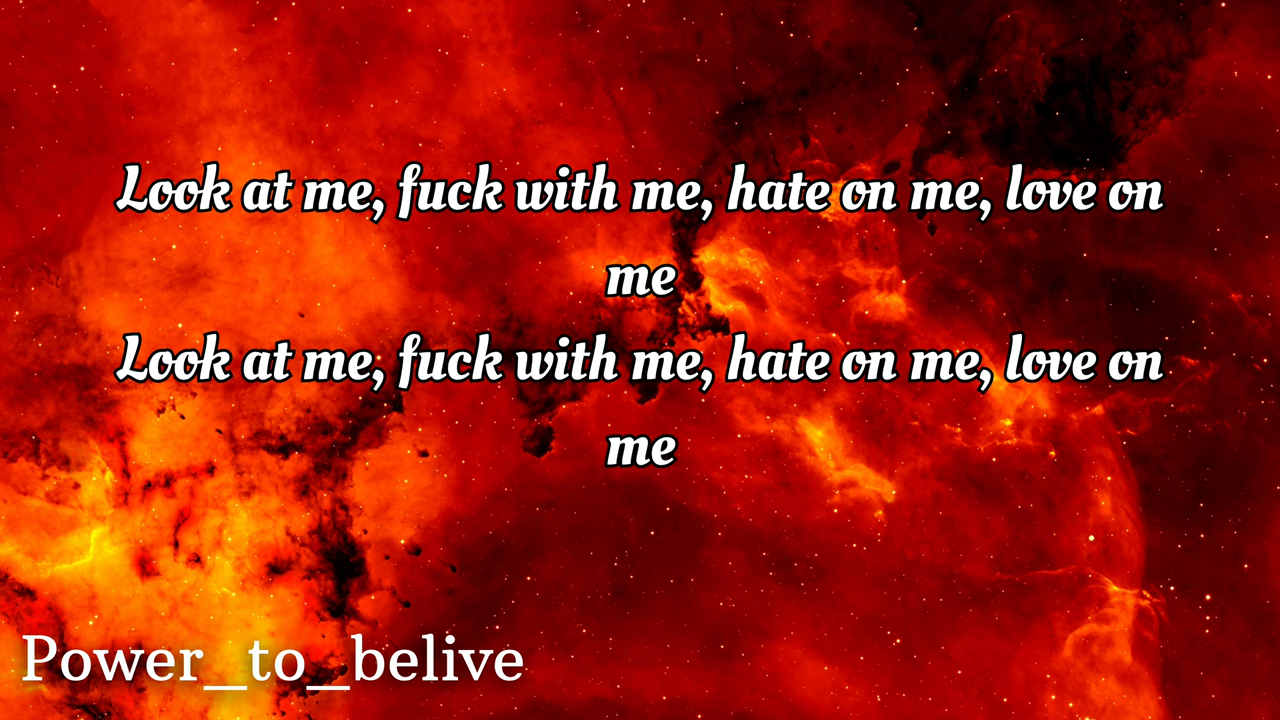 Look at me, fuck with me, hate on me, love on
me
Look at me, fuck with me, hate on me, love on
me
Power_to_belive